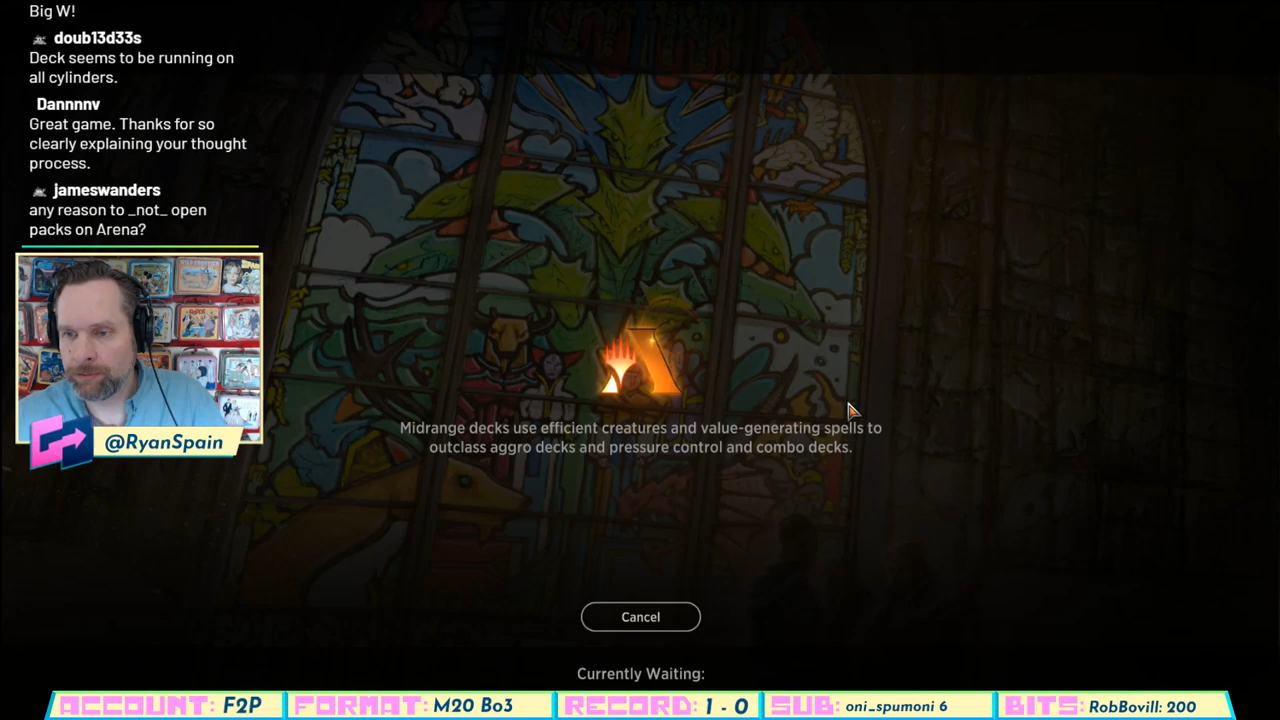 Big W!
doub13d33s
Deck seems to be running on
all cylinders.
Dannnnv
Great game. Thanks for so
clearly explaining your thought
process.
jameswanders
any reason to _not_ open
packs on Arena?
@RyanSpain
Midrange decks use efficient creatures and value-generating spells to
outclass aggro decks and pressure control and combo decks.
Cancel
Currently Waiting:
ACCOUNT: F2P
FORMAT: M20 Bo3
RECORD: 1 - 0
SUB: oni_spumoni 6
BITS: RobBovill: 200